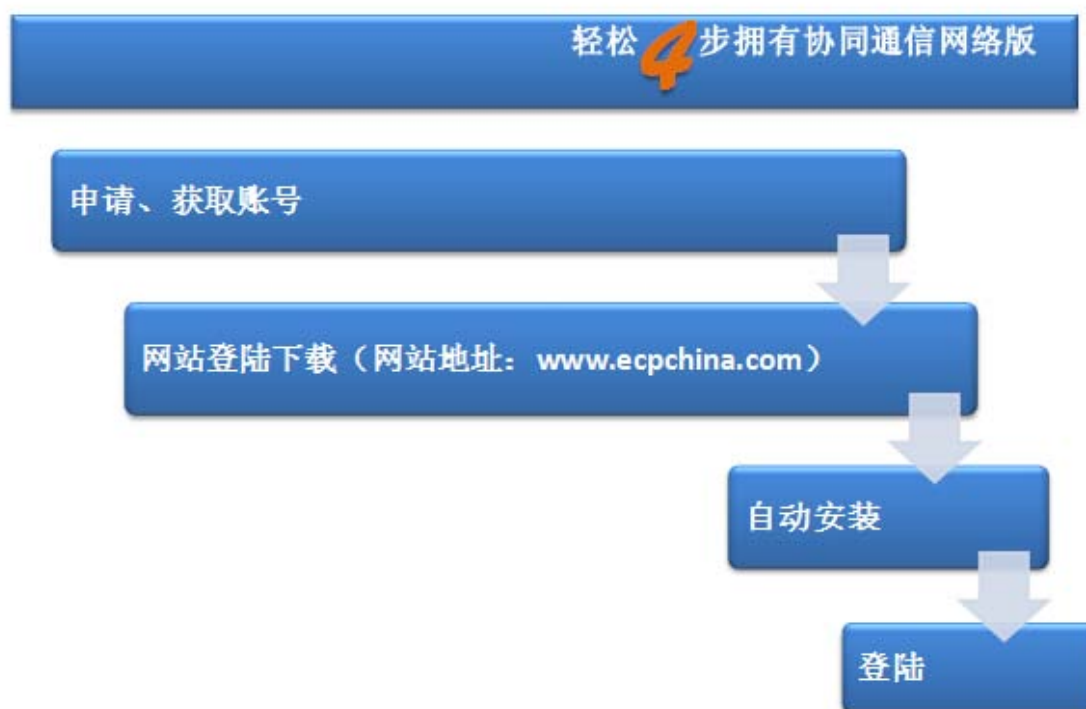 轻松4步拥有协同通信网络版
申请、获取账号
网站登陆下载（网站地址：www.ecpchina.com）
自动安装
登陆